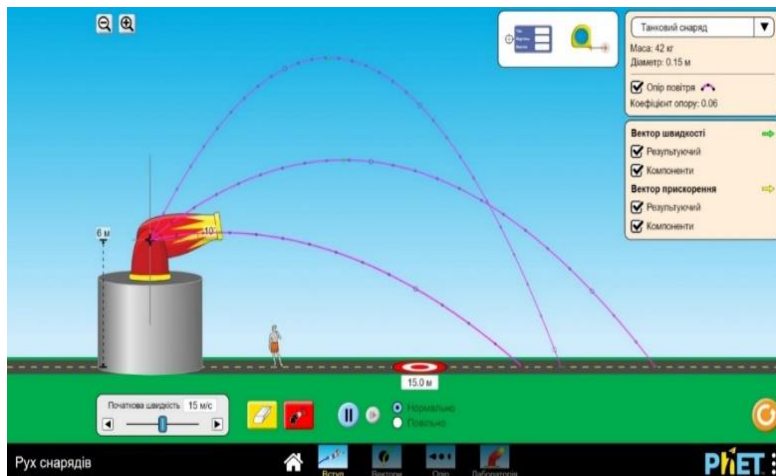 Танковий снаряд
Маса: 42 кг
Діаметр: 0.15 м
Опір повітря
Коефіцієнт опору: 0.06
Вектор швидкості
Результуючий
Компоненти
Вектор прискорення
Результуючий
Компоненти
6 м
10°
15.0 м
Початкова швидкість 15 м/с
Нормально
Повільно
Рух снарядів
Вступ
Вектори
Опір
Лабораторія
PhET